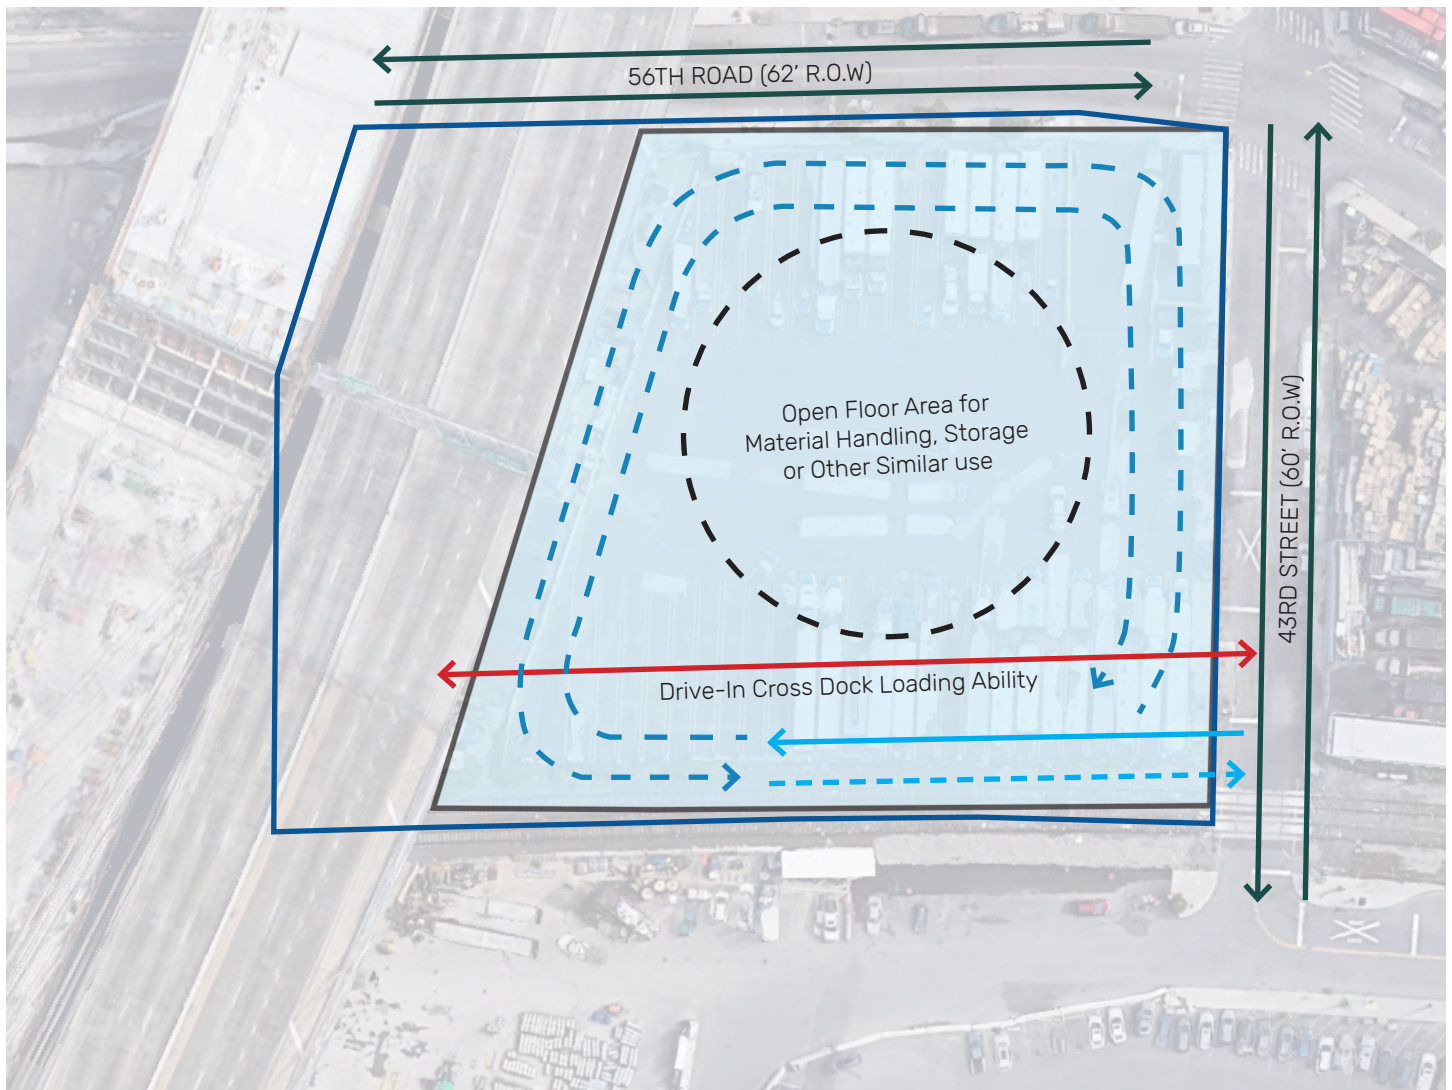 56TH ROAD (62' R.O.W)
Open Floor Area for
Material Handling, Storage
or Other Similar use
43RD STREET (60' R.O.W)
Drive-In Cross Dock Loading Ability